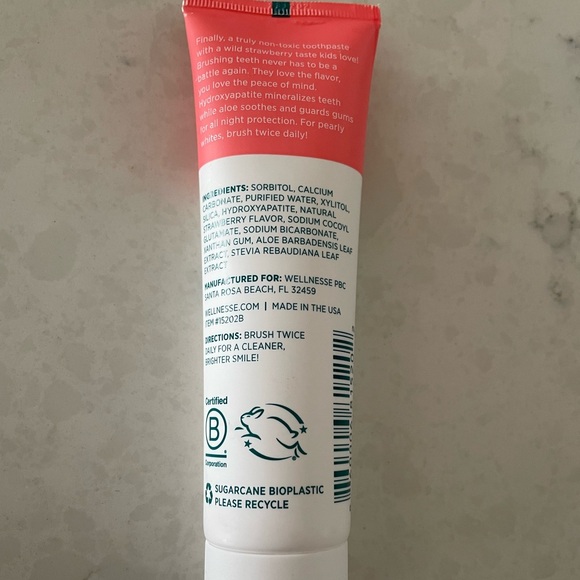 Finally, a truly non-toxic toothpaste
with a wild strawberry taste kids love!
Brushing teeth never has to be a
battle again. They love the flavor,
you love the peace of mind.
Hydroxyapatite mineralizes teeth
while aloe soothes and guards gums
for all night protection. For pearly
whites, brush twice daily!
INGREDIENTS: SORBITOL, CALCIUM
CARBONATE, PURIFIED WATER, XYLITOL,
SILICA, HYDROXYAPATITE, NATURAL
STRAWBERRY FLAVOR, SODIUM COCOYL
GLUTAMATE, SODIUM BICARBONATE,
XANTHAN GUM, ALOE BARBADENSIS LEAF
EXTRACT, STEVIA REBAUDIANA LEAF
EXTRACT
MANUFACTURED FOR: WELLNESSE PBC
SANTA ROSA BEACH, FL 32459
WELLNESSE.COM | MADE IN THE USA
ITEM #15202B
DIRECTIONS: BRUSH TWICE
DAILY FOR A CLEANER,
BRIGHTER SMILE!
Certified
B
Corporation
SUGARCANE BIOPLASTIC
PLEASE RECYCLE